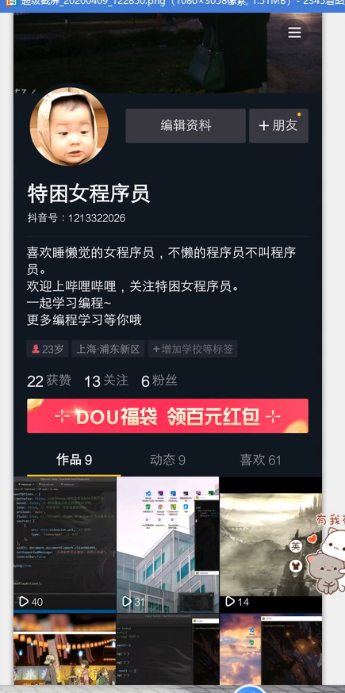 超级截屏_20200409_122850.png (1080×3058像素, 1.51MB) - 2345看图
编辑资料
+ 朋友
特困女程序员
抖音号：1213322026
喜欢睡懒觉的女程序员，不懒的程序员不叫程序
员。
欢迎上哔哩哔哩，关注特困女程序员。
一起学习编程~
更多编程学习等你哦
23岁
上海·浦东新区
+增加学校等标签
22 获赞 13 关注 6 粉丝
DOU福袋 领百元红包
作品 9
动态 9
喜欢 61
有我
英
40
31
14